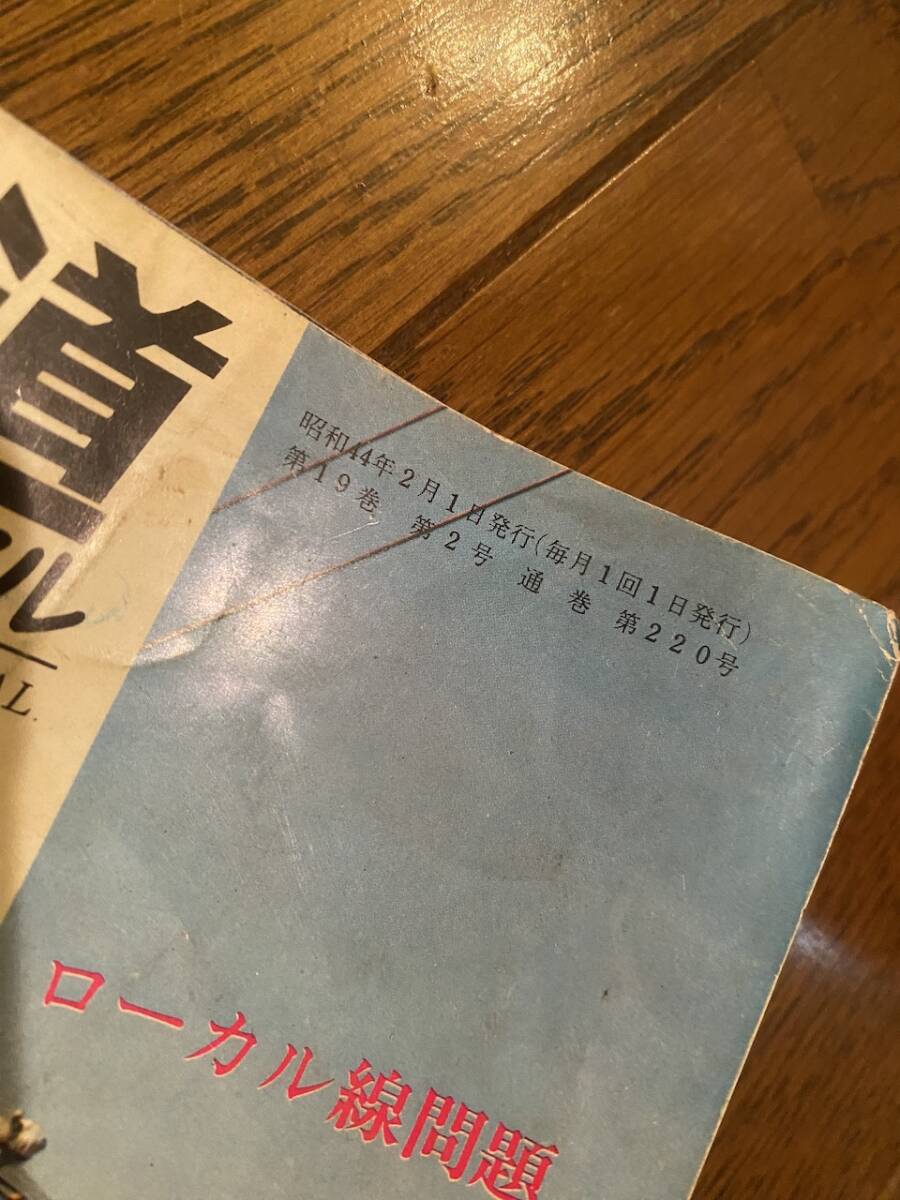 道
ル
AL.
昭和44年2月1日発行(毎月1回1日発行)
第19巻 第2号 通巻 第220号
ローカル線問題